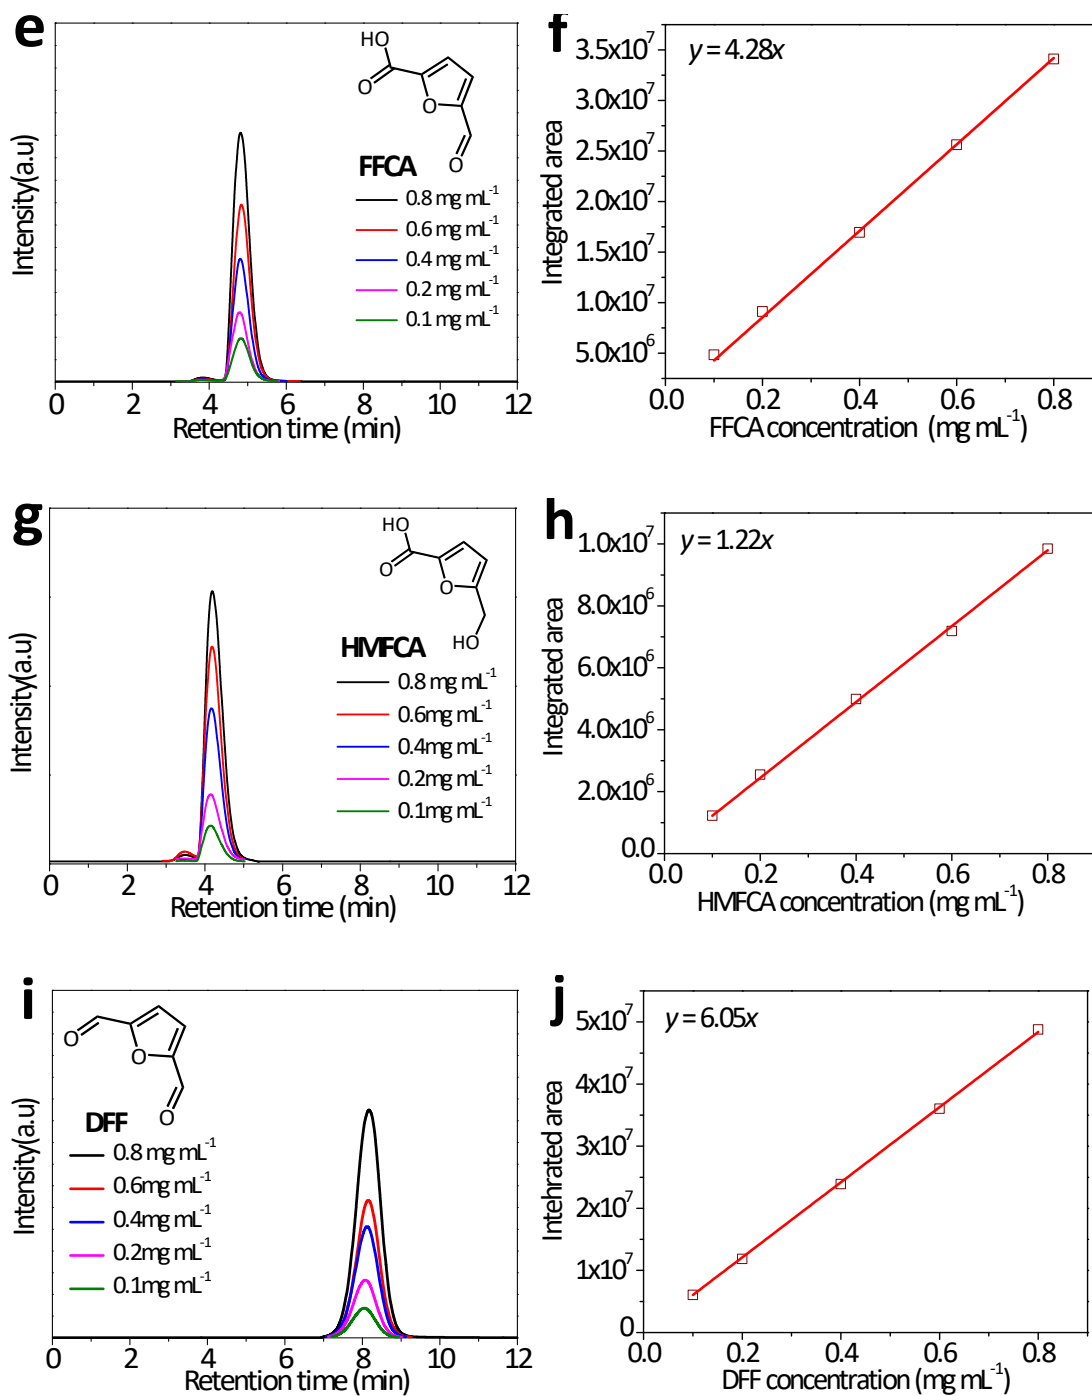 e
HO
O
O
O
FFCA
0.8 mg mL⁻¹
0.6 mg mL⁻¹
0.4 mg mL⁻¹
0.2 mg mL⁻¹
0.1 mg mL⁻¹
Intensity(a.u)
0 2 4 6 8 10 12
Retention time (min)
f
y = 4.28x
3.5x10⁷
3.0x10⁷
2.5x10⁷
2.0x10⁷
1.5x10⁷
1.0x10⁷
5.0x10⁶
Integrated area
0.0 0.2 0.4 0.6 0.8
FFCA concentration (mg mL⁻¹)
g
HO
O
O
HO
HMFCA
0.8 mg mL⁻¹
0.6mg mL⁻¹
0.4mg mL⁻¹
0.2mg mL⁻¹
0.1mg mL⁻¹
Intensity(a.u)
0 2 4 6 8 10 12
Retention time (min)
h
y = 1.22x
1.0x10⁷
8.0x10⁶
6.0x10⁶
4.0x10⁶
2.0x10⁶
0.0
Integrated area
0.0 0.2 0.4 0.6 0.8
HMFCA concentration (mg mL⁻¹)
i
O
O
O
DFF
0.8 mg mL⁻¹
0.6mg mL⁻¹
0.4mg mL⁻¹
0.2mg mL⁻¹
0.1mg mL⁻¹
Intensity(a.u)
0 2 4 6 8 10 12
Retention time (min)
j
y = 6.05x
5x10⁷
4x10⁷
3x10⁷
2x10⁷
1x10⁷
0
Intehrated area
0.0 0.2 0.4 0.6 0.8
DFF concentration (mg mL⁻¹)